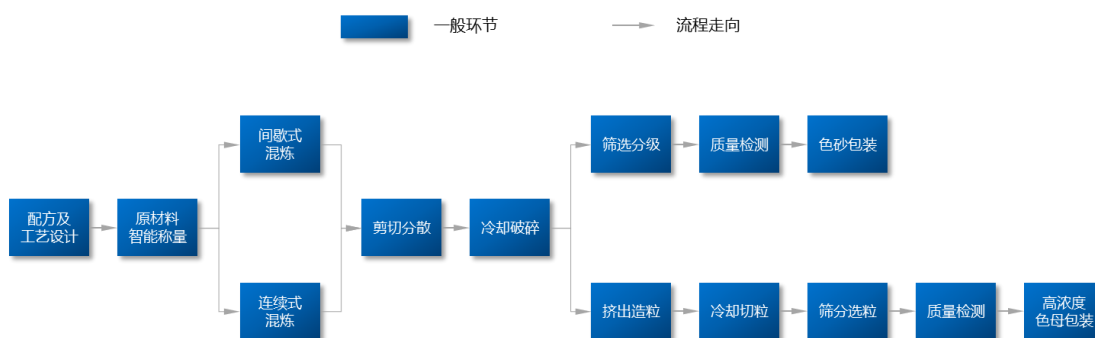 一般环节
流程走向
间歇式
混炼
筛选分级
质量检测
色砂包装
配方及
工艺设计
原材料
智能称量
剪切分散
冷却破碎
连续式
混炼
挤出造粒
冷却切粒
筛分选粒
质量检测
高浓度
色母包装